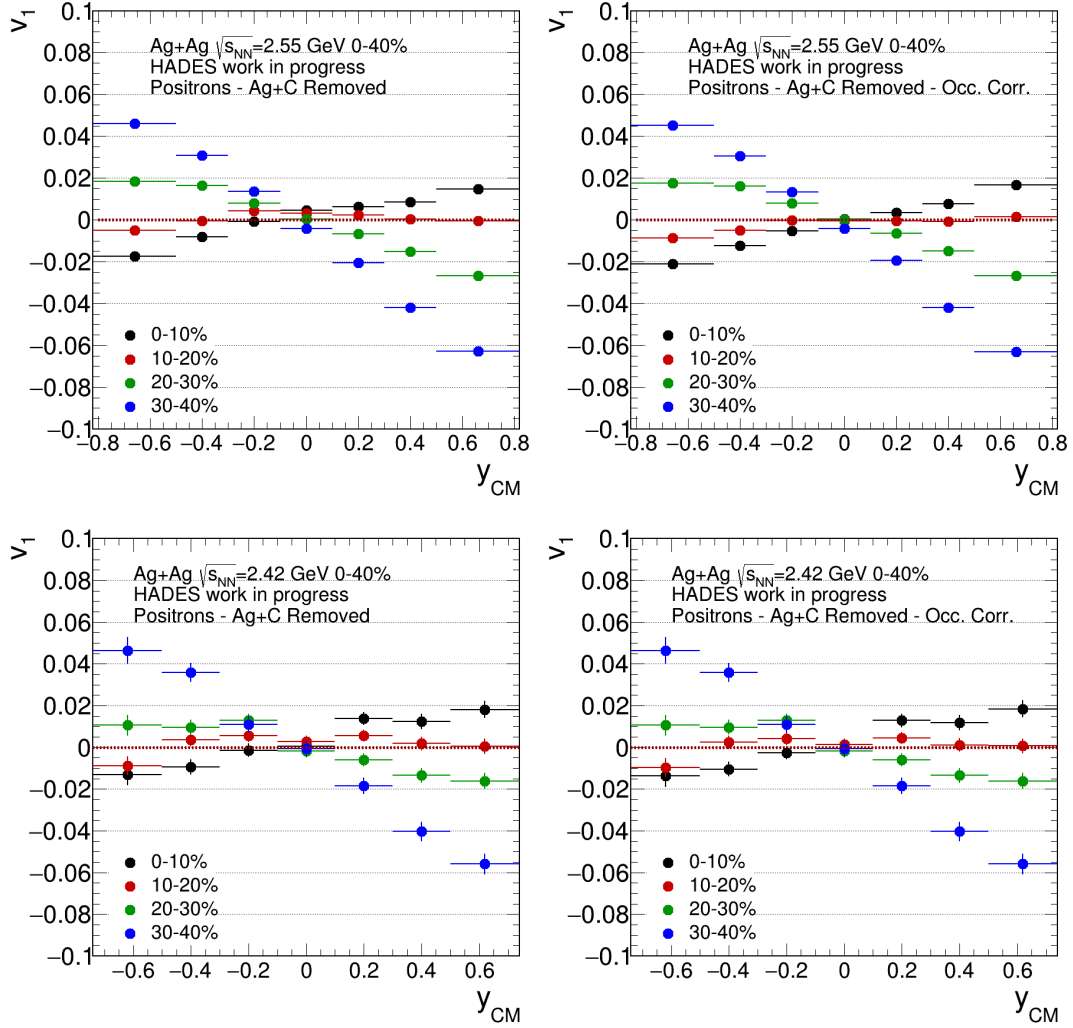 v1
0.1
0.08
0.06
0.04
0.02
0
−0.02
−0.04
−0.06
−0.08
−0.1
Ag+Ag √sNN=2.55 GeV 0-40%
HADES work in progress
Positrons - Ag+C Removed
0-10%
10-20%
20-30%
30-40%
−0.8 −0.6 −0.4 −0.2 0 0.2 0.4 0.6 0.8
yCM
v1
0.1
0.08
0.06
0.04
0.02
0
−0.02
−0.04
−0.06
−0.08
−0.1
Ag+Ag √sNN=2.55 GeV 0-40%
HADES work in progress
Positrons - Ag+C Removed - Occ. Corr.
0-10%
10-20%
20-30%
30-40%
−0.8 −0.6 −0.4 −0.2 0 0.2 0.4 0.6 0.8
yCM
v1
0.1
0.08
0.06
0.04
0.02
0
−0.02
−0.04
−0.06
−0.08
−0.1
Ag+Ag √sNN=2.42 GeV 0-40%
HADES work in progress
Positrons - Ag+C Removed
0-10%
10-20%
20-30%
30-40%
−0.6 −0.4 −0.2 0 0.2 0.4 0.6
yCM
v1
0.1
0.08
0.06
0.04
0.02
0
−0.02
−0.04
−0.06
−0.08
−0.1
Ag+Ag √sNN=2.42 GeV 0-40%
HADES work in progress
Positrons - Ag+C Removed - Occ. Corr.
0-10%
10-20%
20-30%
30-40%
−0.6 −0.4 −0.2 0 0.2 0.4 0.6
yCM